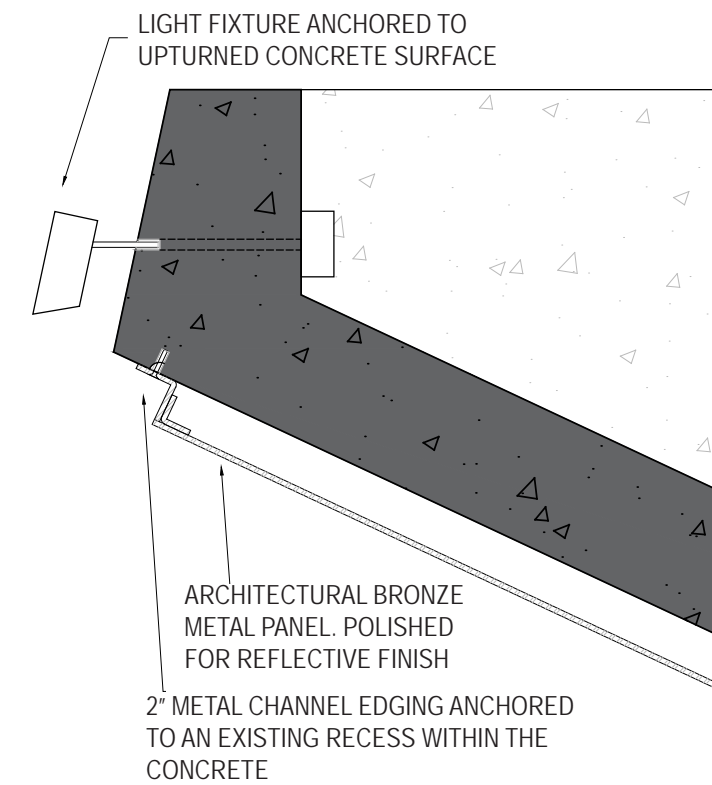 LIGHT FIXTURE ANCHORED TO
UPTURNED CONCRETE SURFACE
ARCHITECTURAL BRONZE
METAL PANEL. POLISHED
FOR REFLECTIVE FINISH
2" METAL CHANNEL EDGING ANCHORED
TO AN EXISTING RECESS WITHIN THE
CONCRETE